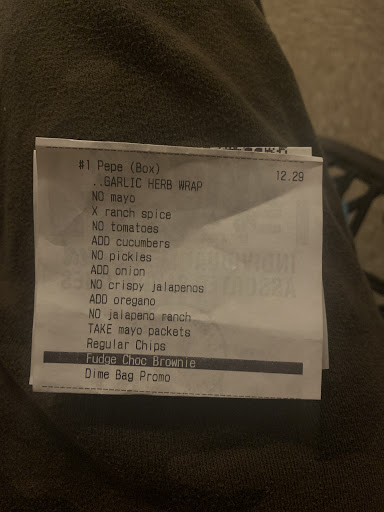 #1 Pepe (Box) 12.29
..GARLIC HERB WRAP
NO mayo
X ranch spice
NO tomatoes
ADD cucumbers
NO pickles
ADD onion
NO crispy jalapenos
ADD oregano
NO jalapeno ranch
TAKE mayo packets
Regular Chips
Fudge Choc Brownie
Dime Bag Promo